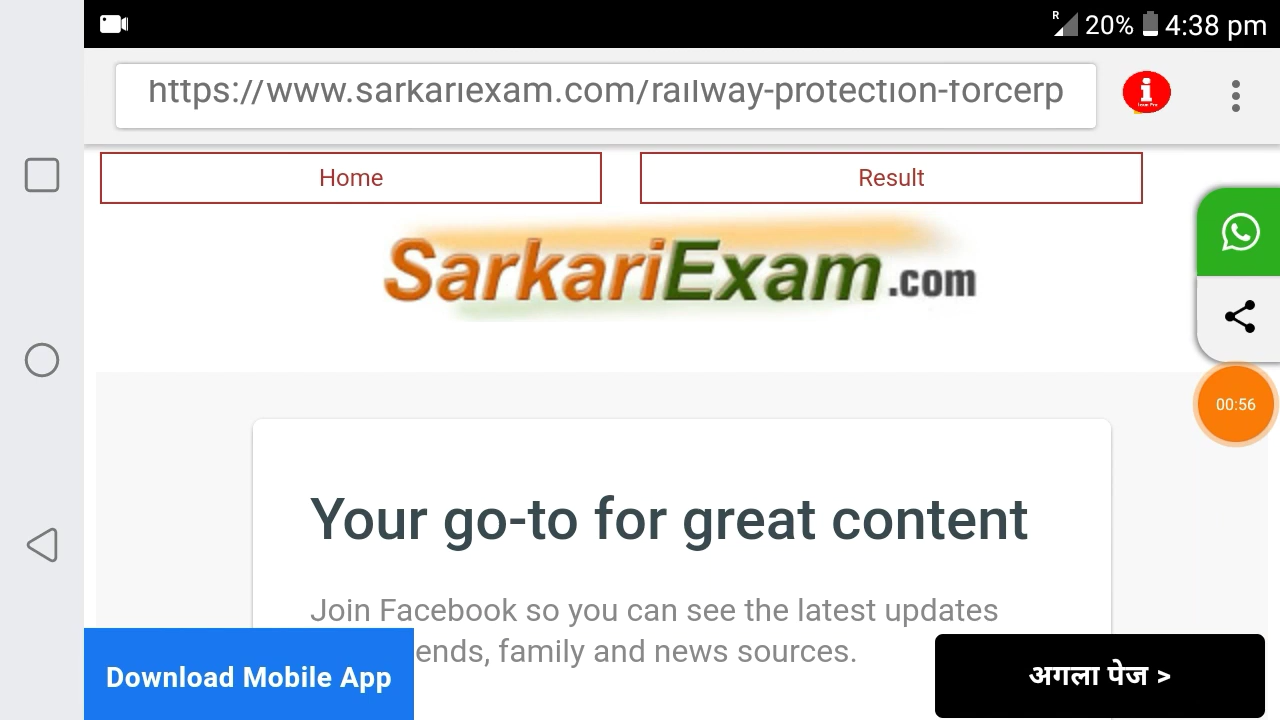 R 20% 4:38 pm
https://www.sarkariexam.com/railway-protection-forcerp
Home Result
SarkariExam.com
00:56
Your go-to for great content
Join Facebook so you can see the latest updates
ends, family and news sources.
Download Mobile App
अगला पेज >